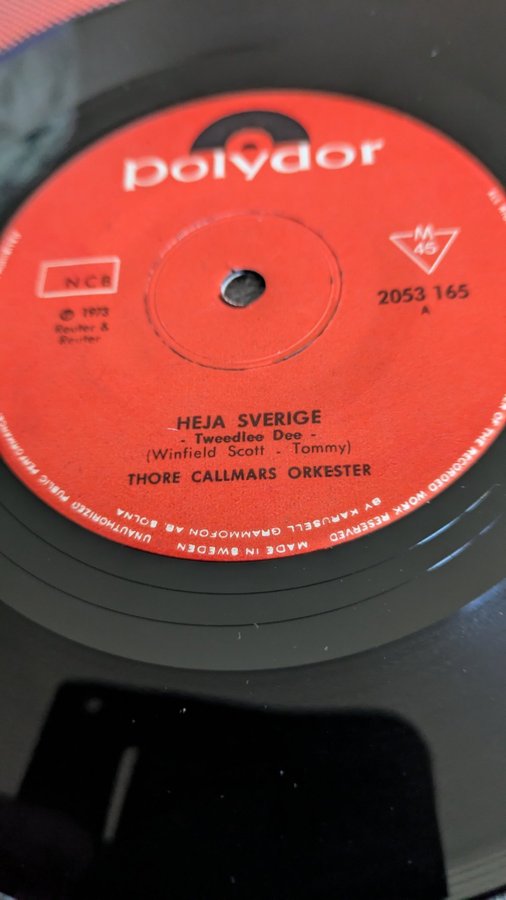 polydor
M
45
NCB
2053 165
A
℗ 1973
Reuter &
Reuter
HEJA SVERIGE
- Tweedlee Dee -
(Winfield Scott - Tommy)
THORE CALLMARS ORKESTER
OF THE RECORDED WORK RESERVED
BY KARUSELL GRAMMOFON AB, SOLNA
MADE IN SWEDEN
UNAUTHORIZED PUBLIC PERFORMANCE